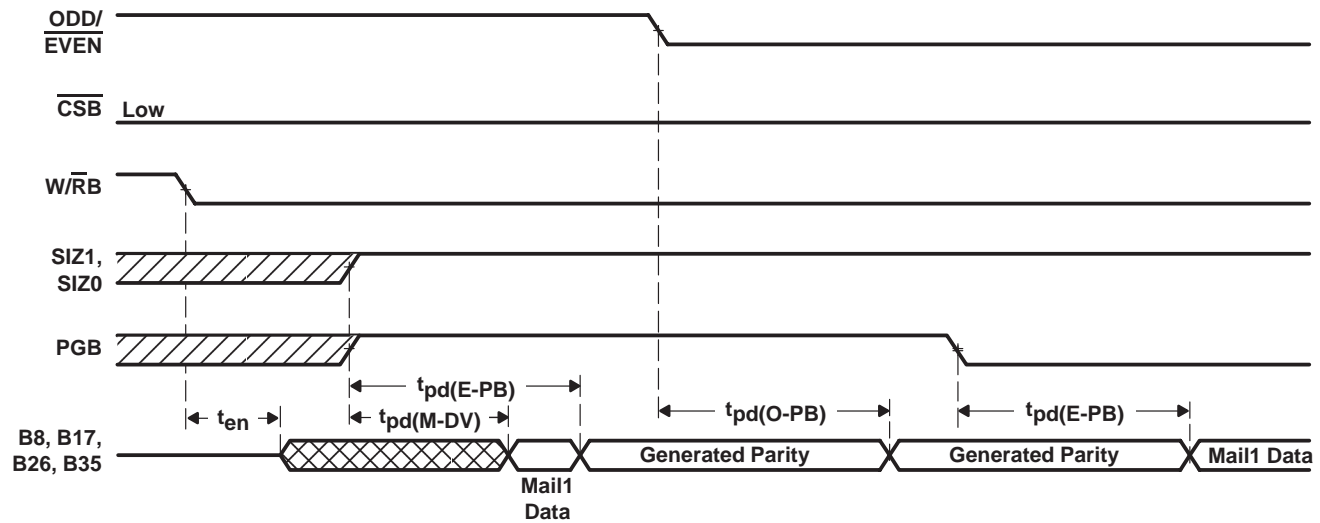 ODD/
EVEN
CSB
Low
W/RB
SIZ1,
SIZ0
PGB
tpd(E-PB)
ten
tpd(M-DV)
tpd(O-PB)
tpd(E-PB)
B8, B17,
B26, B35
Generated Parity
Generated Parity
Mail1 Data
Mail1
Data